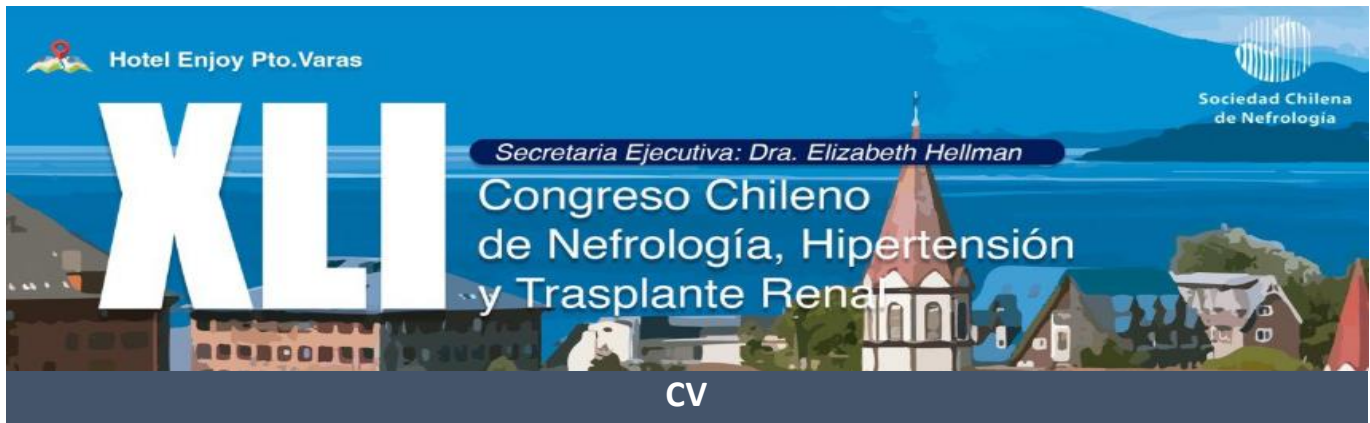 Hotel Enjoy Pto.Varas
Sociedad Chilena
de Nefrología
XLI
Secretaria Ejecutiva: Dra. Elizabeth Hellman
Congreso Chileno
de Nefrología, Hipertensión
y Trasplante Renal
CV